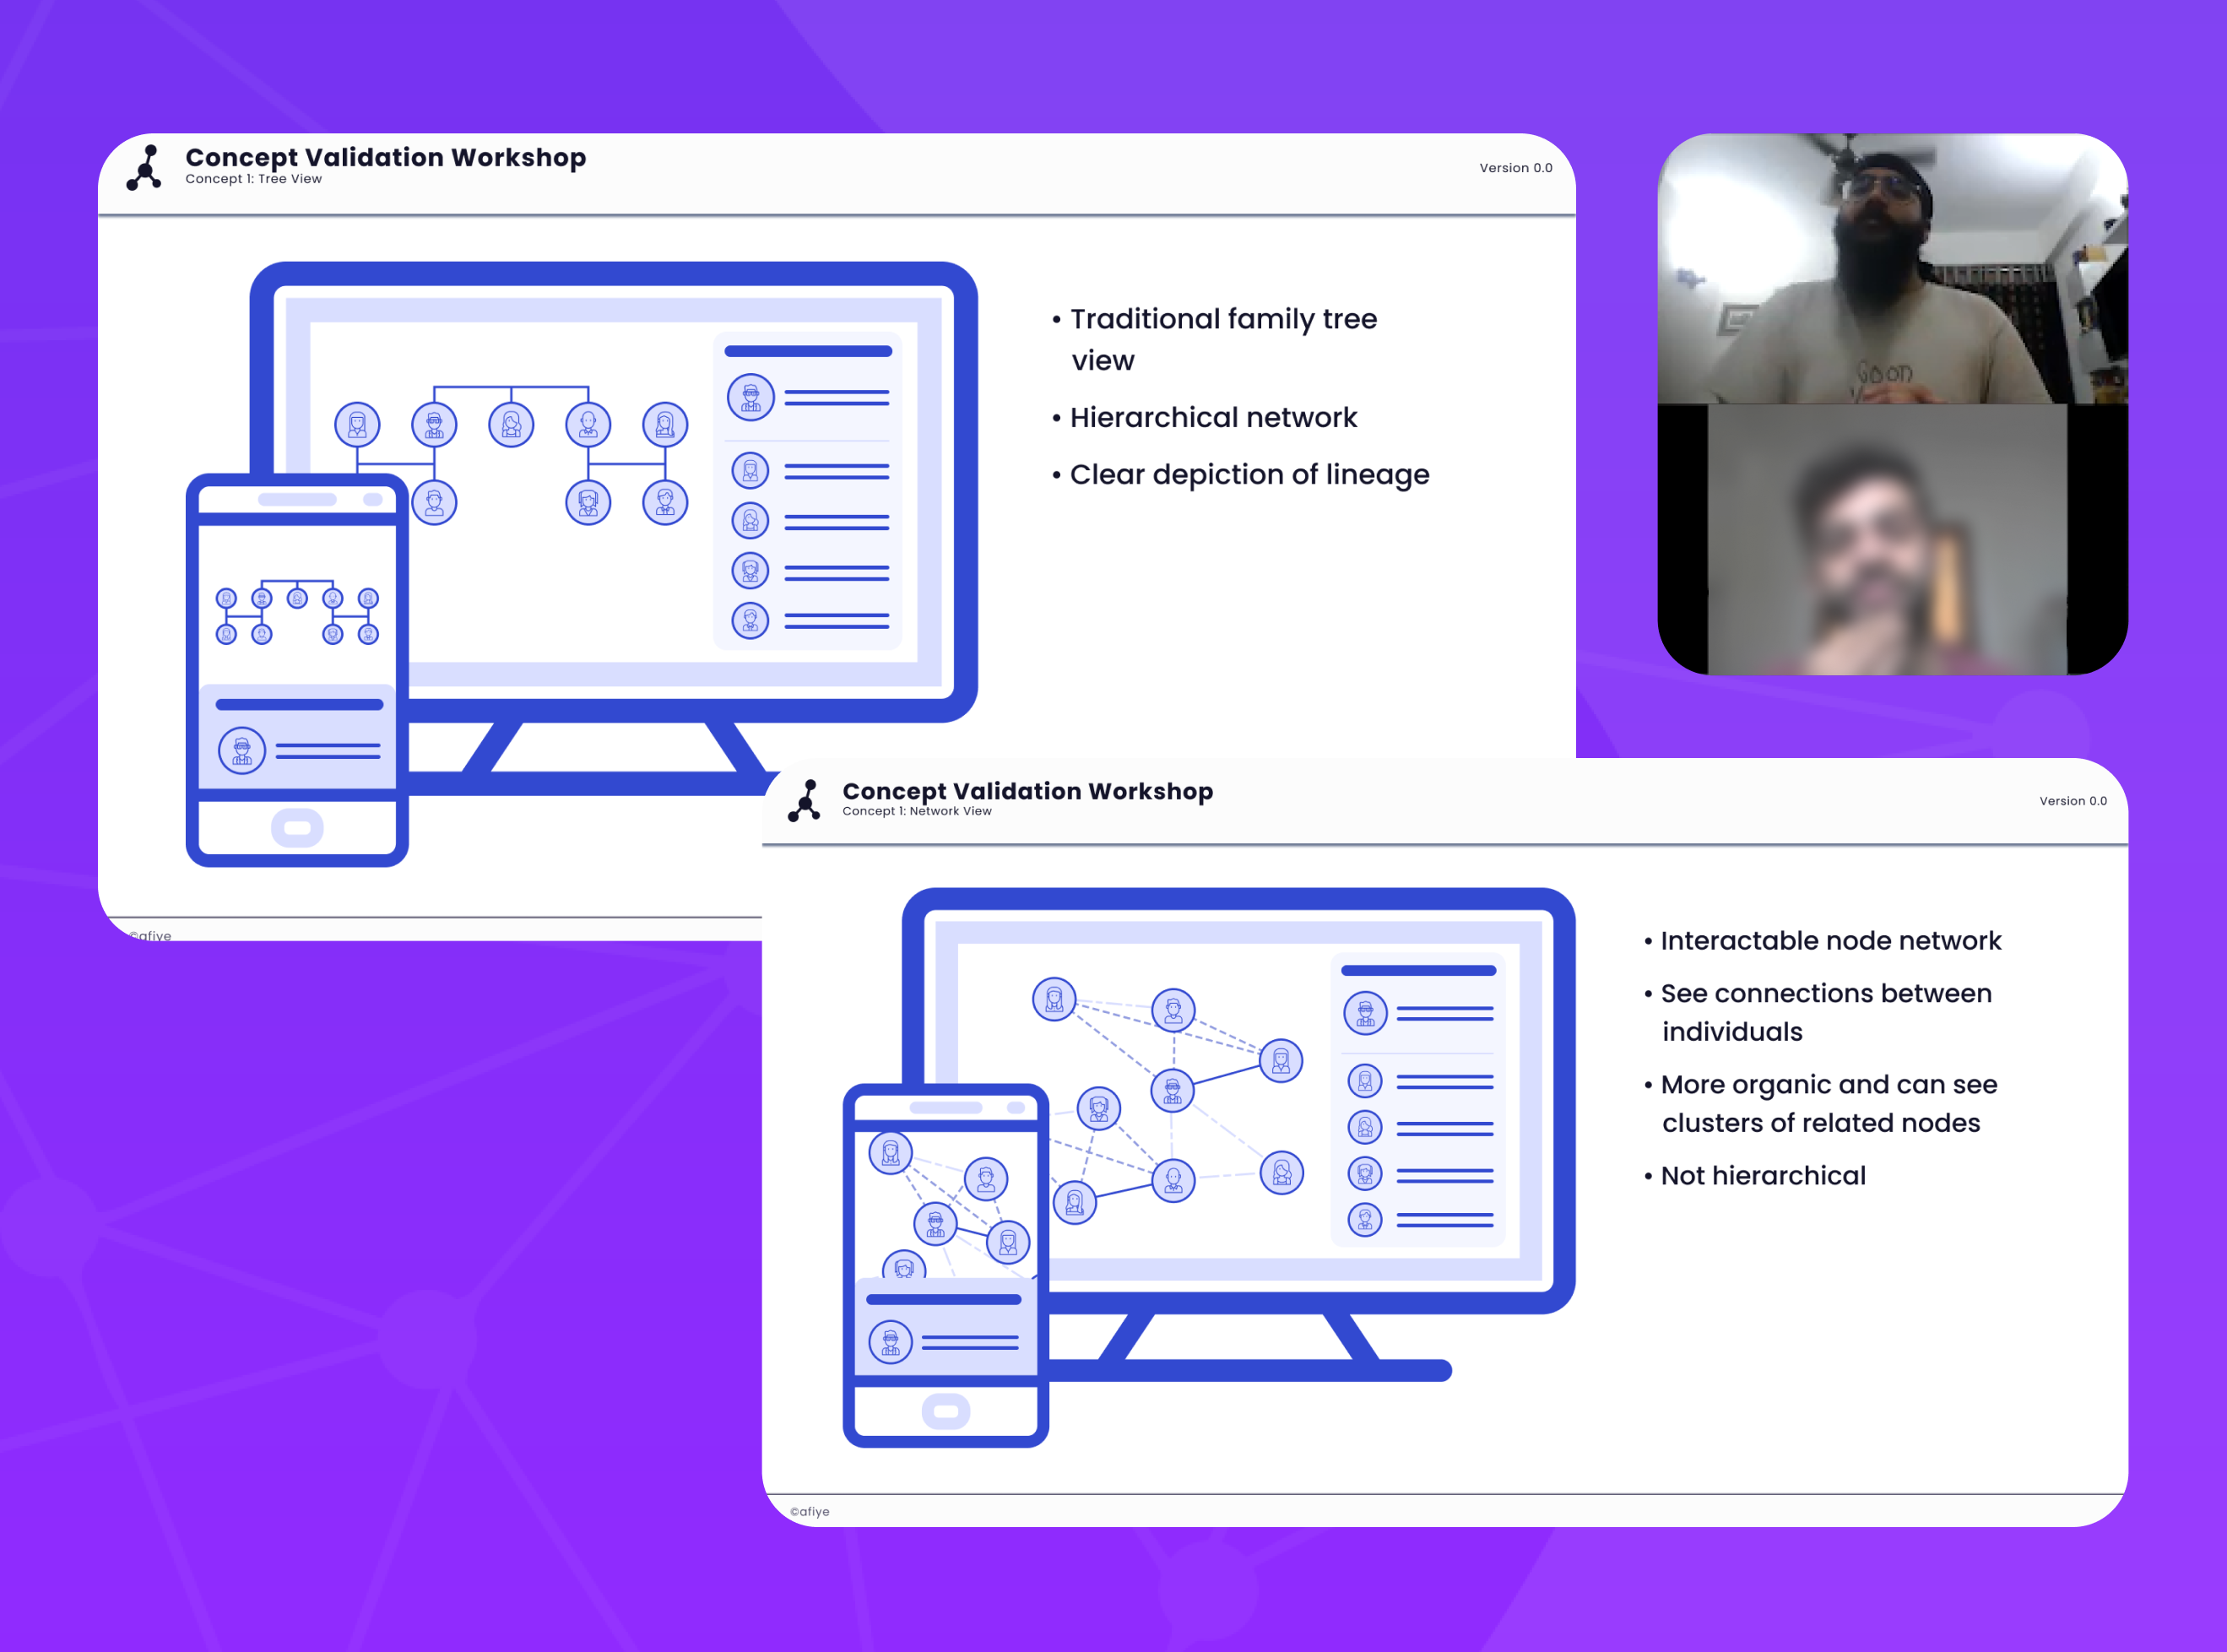 Concept Validation Workshop
Concept 1: Tree View
Version 0.0
• Traditional family tree
view
• Hierarchical network
• Clear depiction of lineage
©afiye
Goon
Concept Validation Workshop
Concept 1: Network View
Version 0.0
• Interactable node network
• See connections between
individuals
• More organic and can see
clusters of related nodes
• Not hierarchical
©afiye